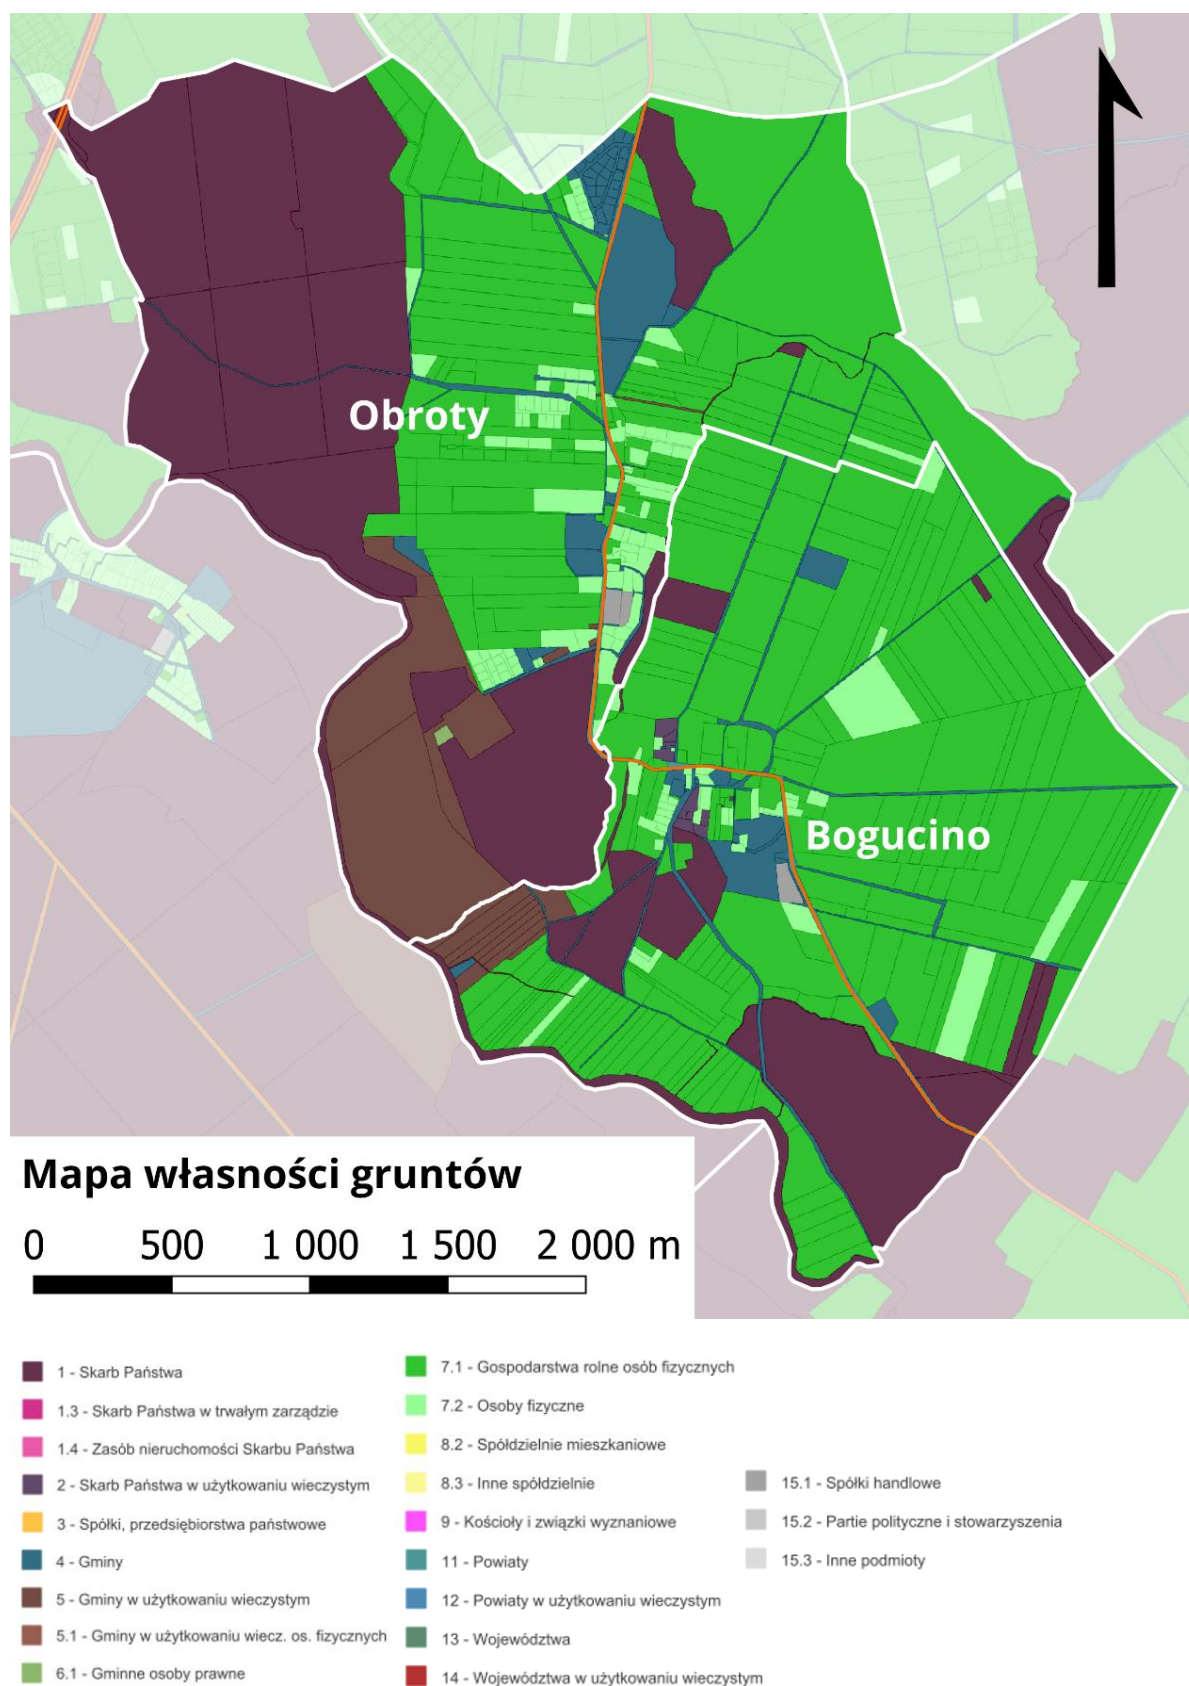 Obroty
Bogucino
Mapa własności gruntów
0 500 1 000 1 500 2 000 m
1 - Skarb Państwa
1.3 - Skarb Państwa w trwałym zarządzie
1.4 - Zasób nieruchomości Skarbu Państwa
2 - Skarb Państwa w użytkowaniu wieczystym
3 - Spółki, przedsiębiorstwa państwowe
4 - Gminy
5 - Gminy w użytkowaniu wieczystym
5.1 - Gminy w użytkowaniu wiecz. os. fizycznych
6.1 - Gminne osoby prawne
7.1 - Gospodarstwa rolne osób fizycznych
7.2 - Osoby fizyczne
8.2 - Spółdzielnie mieszkaniowe
8.3 - Inne spółdzielnie
9 - Kościoły i związki wyznaniowe
11 - Powiaty
12 - Powiaty w użytkowaniu wieczystym
13 - Województwa
14 - Województwa w użytkowaniu wieczystym
15.1 - Spółki handlowe
15.2 - Partie polityczne i stowarzyszenia
15.3 - Inne podmioty